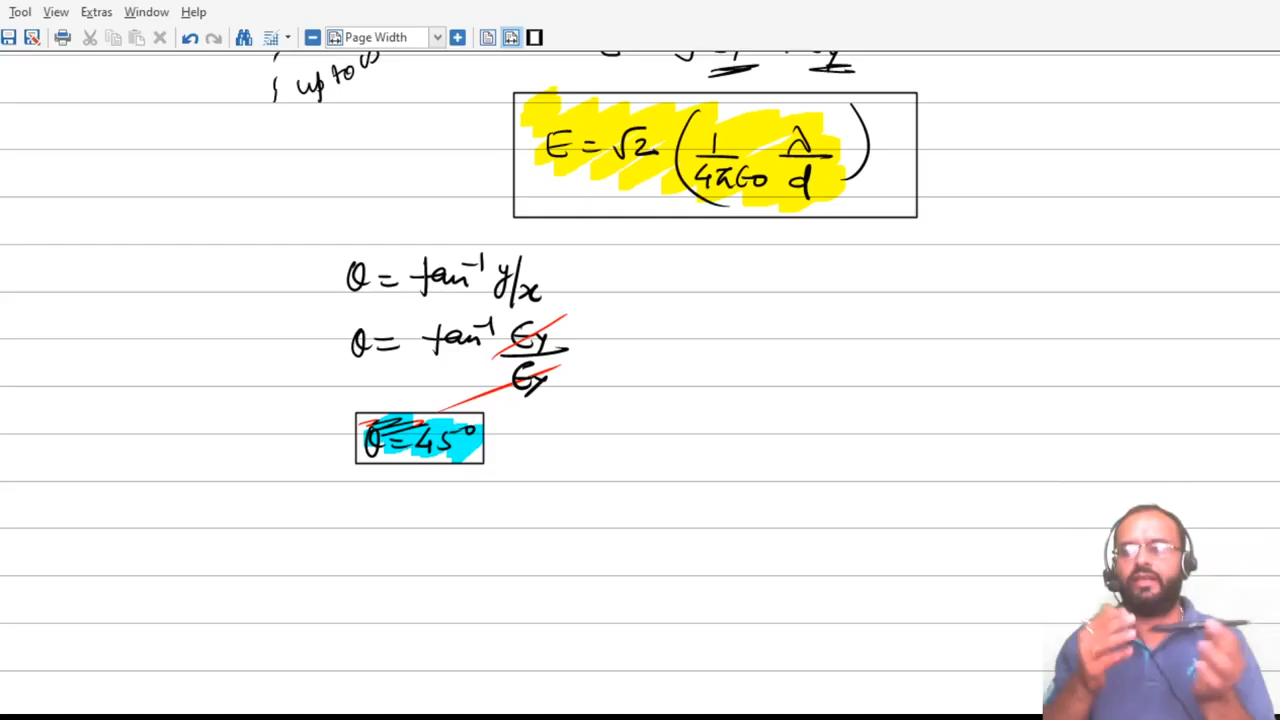 Tool View Extras Window Help
Page Width
up to ∞
E = √2 ( 1/4πϵ0 λ/d )
θ = tan⁻¹ y/x
θ = tan⁻¹ Ey/Ey
θ = 45°